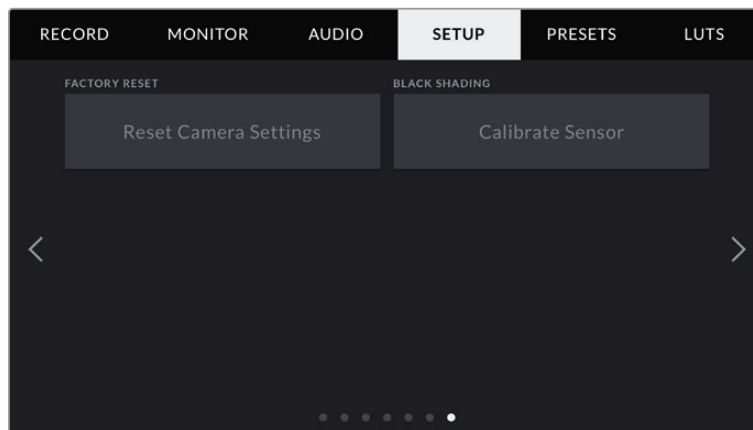 RECORD MONITOR AUDIO SETUP PRESETS LUTS
FACTORY RESET BLACK SHADING
Reset Camera Settings Calibrate Sensor